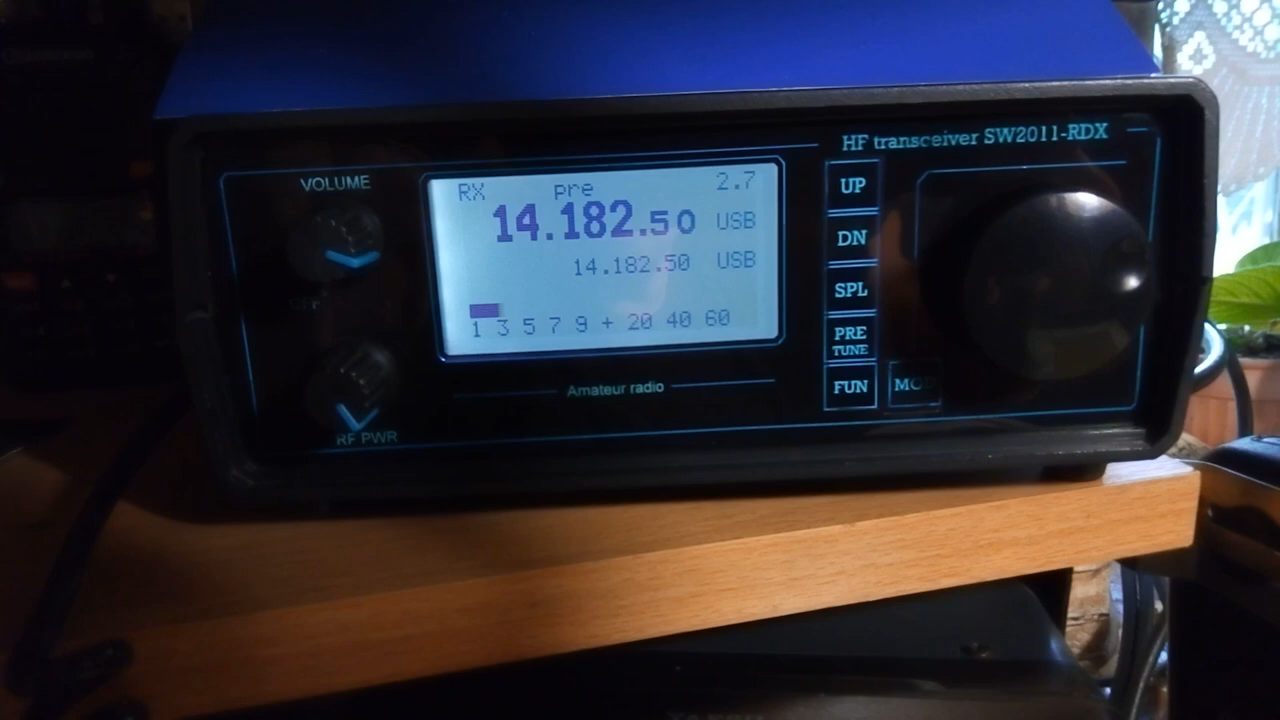 HF transceiver SW2011-RDX
VOLUME
OFF
RF PWR
RX pre 2.7
14.182.50 USB
14.182.50 USB
1 3 5 7 9 + 20 40 60
Amateur radio
UP
DN
SPL
PRE
TUNE
FUN
MOD